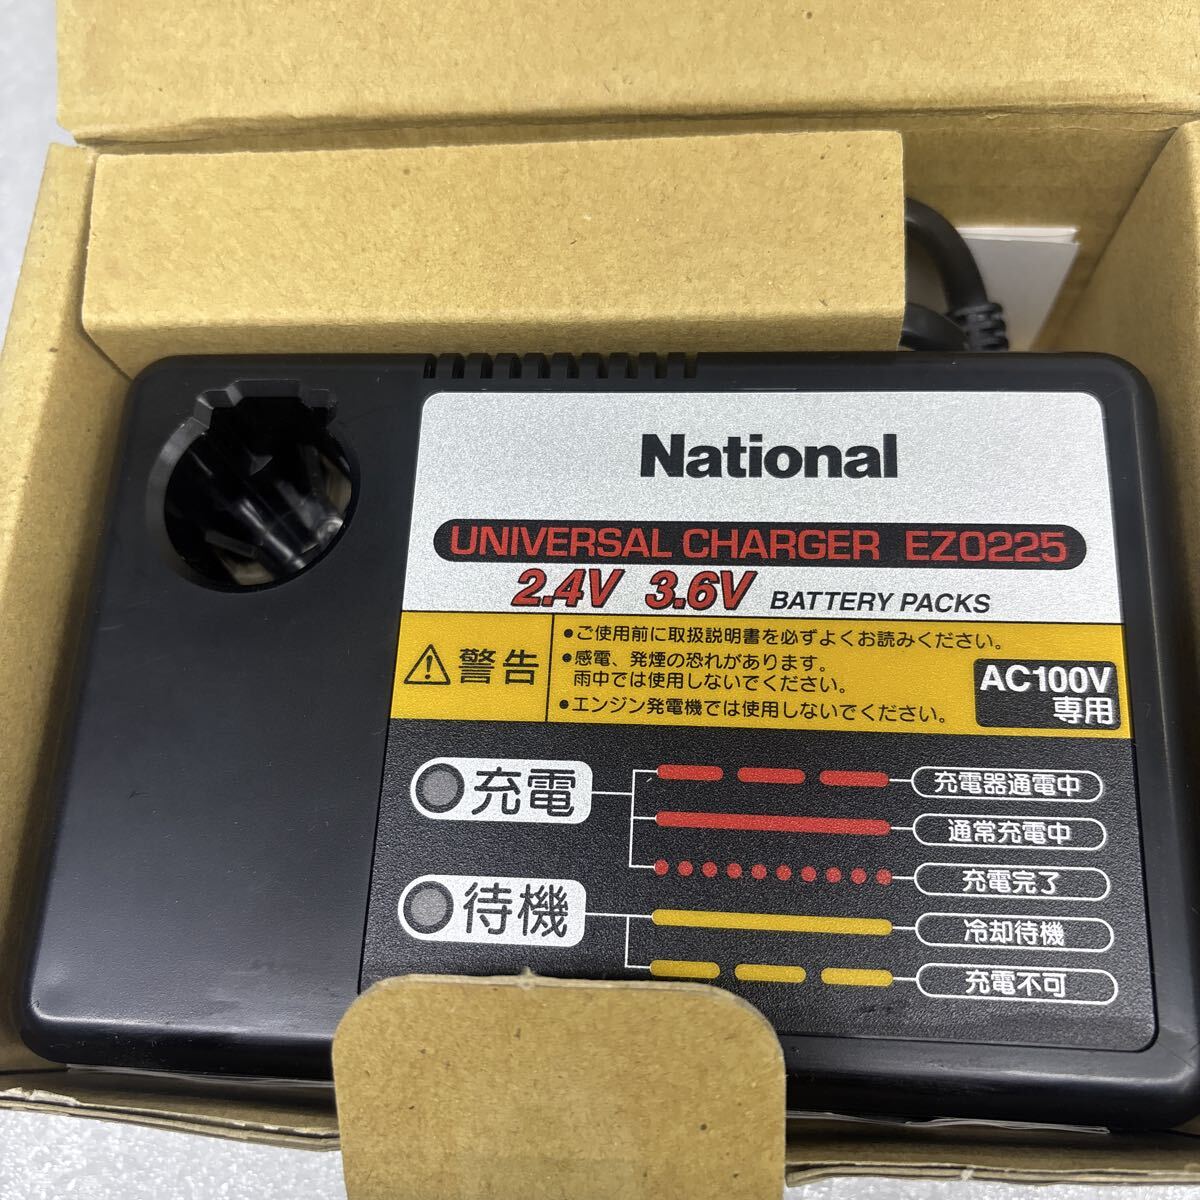 National
UNIVERSAL CHARGER EZ0225
2.4V 3.6V BATTERY PACKS
警告
●ご使用前に取扱説明書を必ずよくお読みください。
●感電、発煙の恐れがあります。
雨中では使用しないでください。
●エンジン発電機では使用しないでください。
AC100V
専用
充電
充電器通電中
通常充電中
充電完了
待機
冷却待機
充電不可